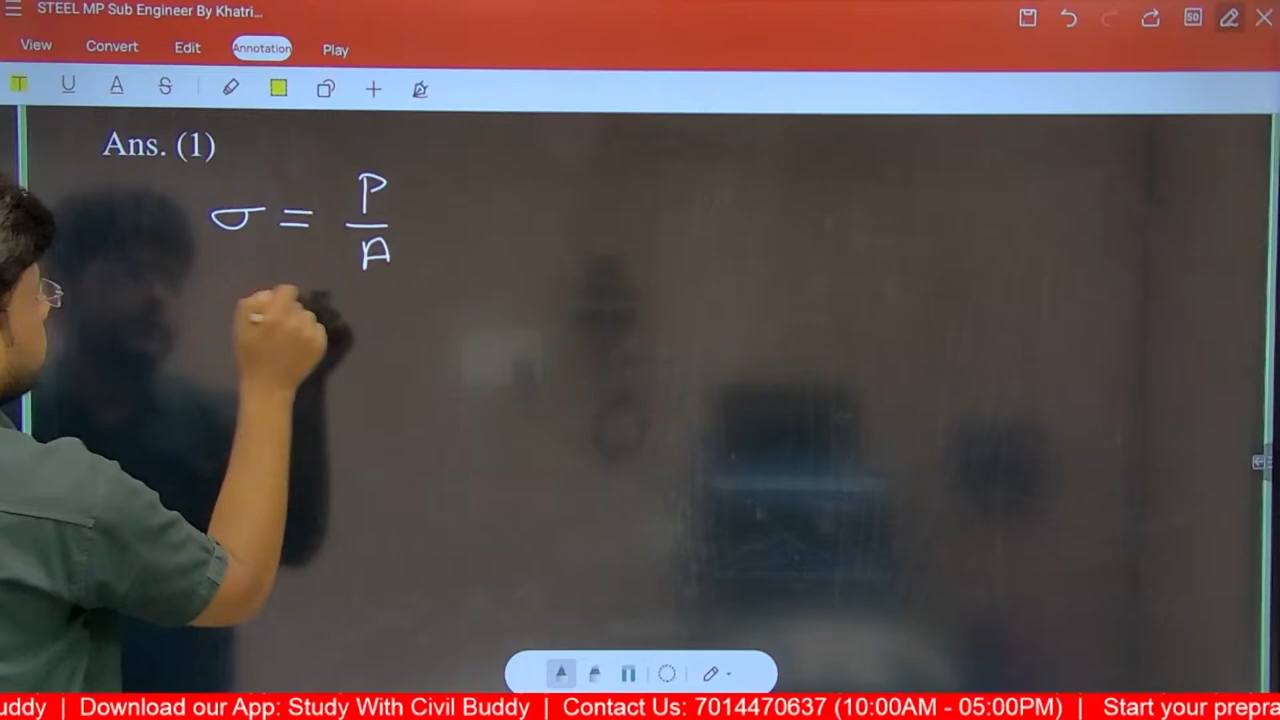 STEEL MP Sub Engineer By Khatri...
50
View Convert Edit Annotation Play
T U A S
Ans. (1)
σ = P/A
uddy | Download our App: Study With Civil Buddy | Contact Us: 7014470637 (10:00AM - 05:00PM) | Start your prepra